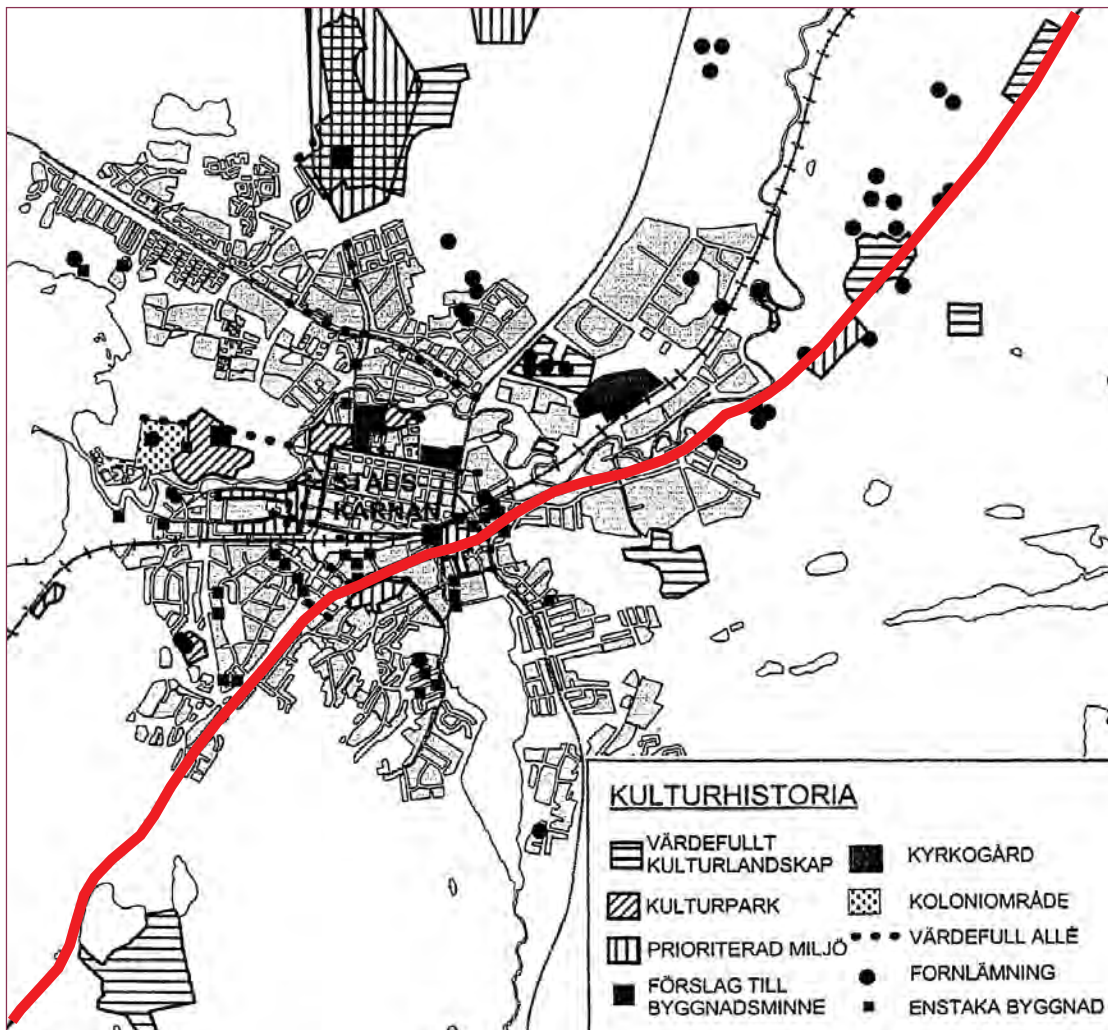 STADS
KÄRNAN
KULTURHISTORIA
VÄRDEFULLT
KULTURLANDSKAP
KULTURPARK
PRIORITERAD MILJÖ
FÖRSLAG TILL
BYGGNADSMINNE
KYRKOGÅRD
KOLONIOMRÅDE
VÄRDEFULL ALLÉ
FORNLÄMNING
ENSTAKA BYGGNAD